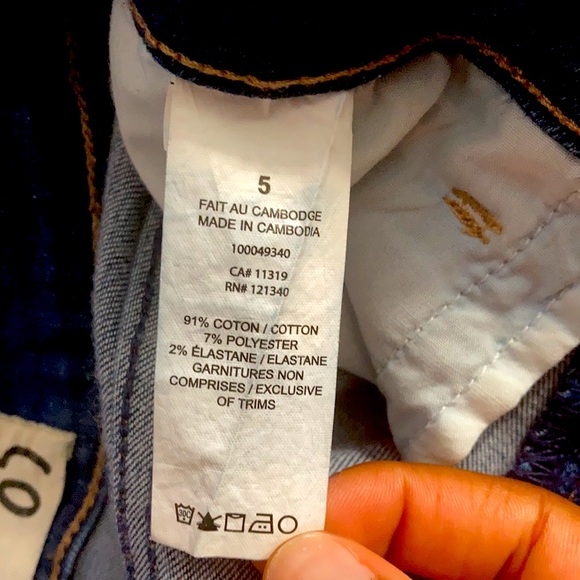 5
FAIT AU CAMBODGE
MADE IN CAMBODIA
100049340
CA# 11319
RN# 121340
91% COTON / COTTON
7% POLYESTER
2% ÉLASTANE / ELASTANE
GARNITURES NON
COMPRISES / EXCLUSIVE
OF TRIMS
30C